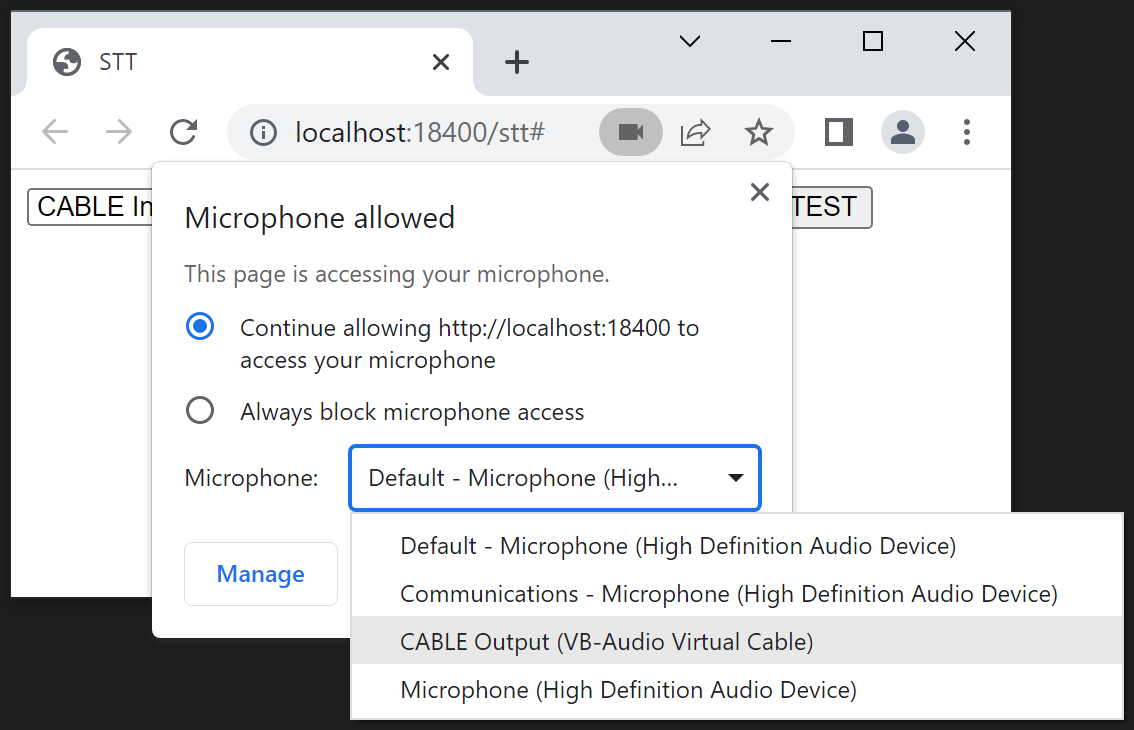 STT
localhost:18400/stt#
CABLE In
TEST
Microphone allowed
This page is accessing your microphone.
Continue allowing http://localhost:18400 to
access your microphone
Always block microphone access
Microphone: Default - Microphone (High...
Default - Microphone (High Definition Audio Device)
Communications - Microphone (High Definition Audio Device)
CABLE Output (VB-Audio Virtual Cable)
Microphone (High Definition Audio Device)
Manage